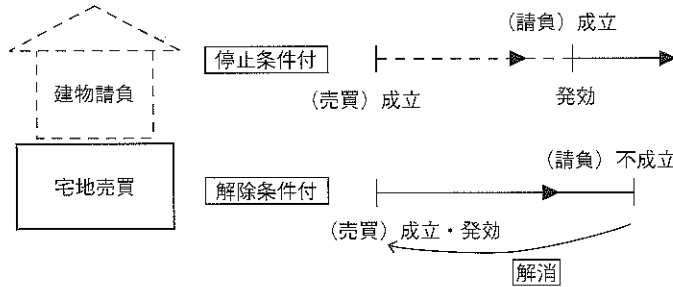 (請負) 成立
停止条件付
建物請負
(売買) 成立
発効
(請負) 不成立
宅地売買
解除条件付
(売買) 成立・発効
解消